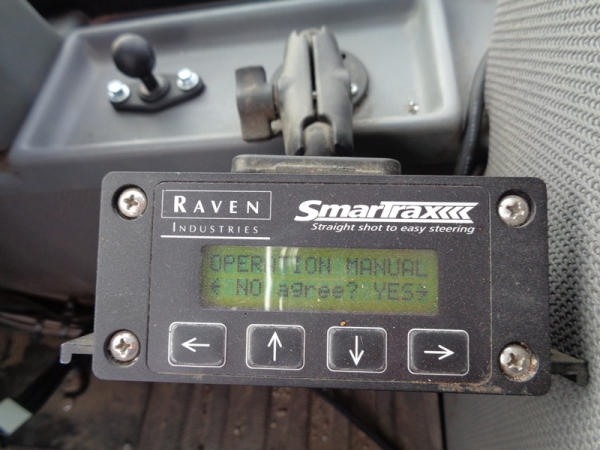 RAVEN
INDUSTRIES
SMARTRAX
Straight shot to easy steering
OPERATION MANUAL
← NO agree? YES→
← ↑ ↓ →